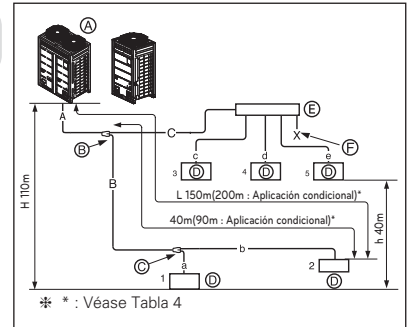 Ⓐ
A
C
Ⓔ
X
Ⓕ
Ⓑ
c
d
e
3 Ⓓ
4 Ⓓ
5 Ⓓ
H 110m
B
L 150m(200m : Aplicación condicional)*
40m(90m : Aplicación condicional)*
h 40m
b
Ⓒ
a
1
Ⓓ
2
Ⓓ
※ * : Véase Tabla 4